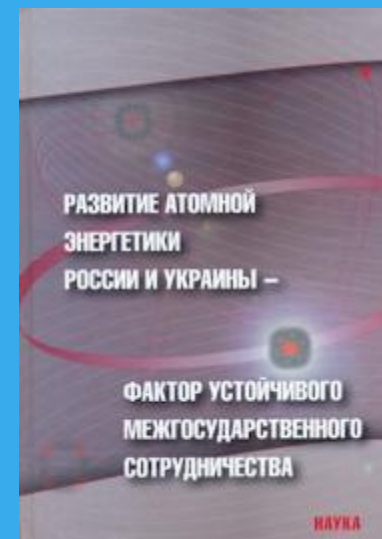 РАЗВИТИЕ АТОМНОЙ
ЭНЕРГЕТИКИ
РОССИИ И УКРАИНЫ –
ФАКТОР УСТОЙЧИВОГО
МЕЖГОСУДАРСТВЕННОГО
СОТРУДНИЧЕСТВА
НАУКА